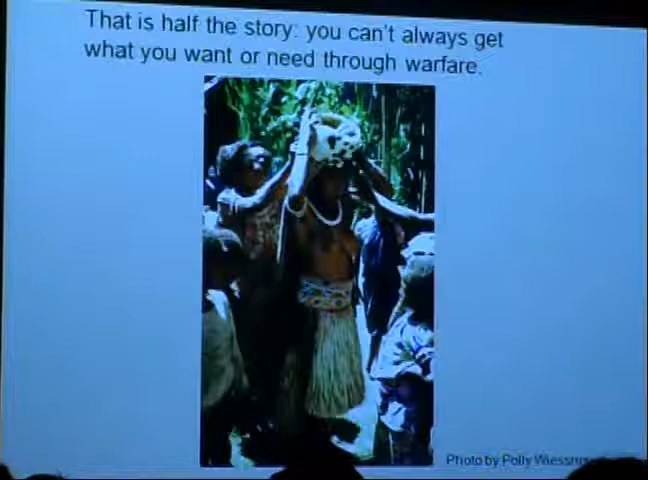 That is half the story: you can't always get
what you want or need through warfare.
Photo by Polly